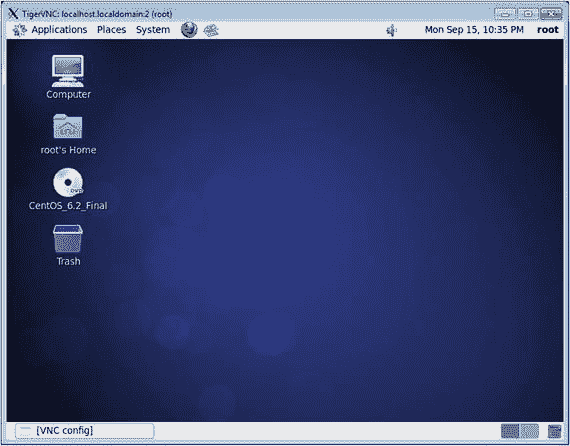 TigerVNC: localhost.localdomain:2 (root)
Applications Places System Mon Sep 15, 10:35 PM root
Computer
root's Home
CentOS_6.2_Final
Trash
[VNC config]